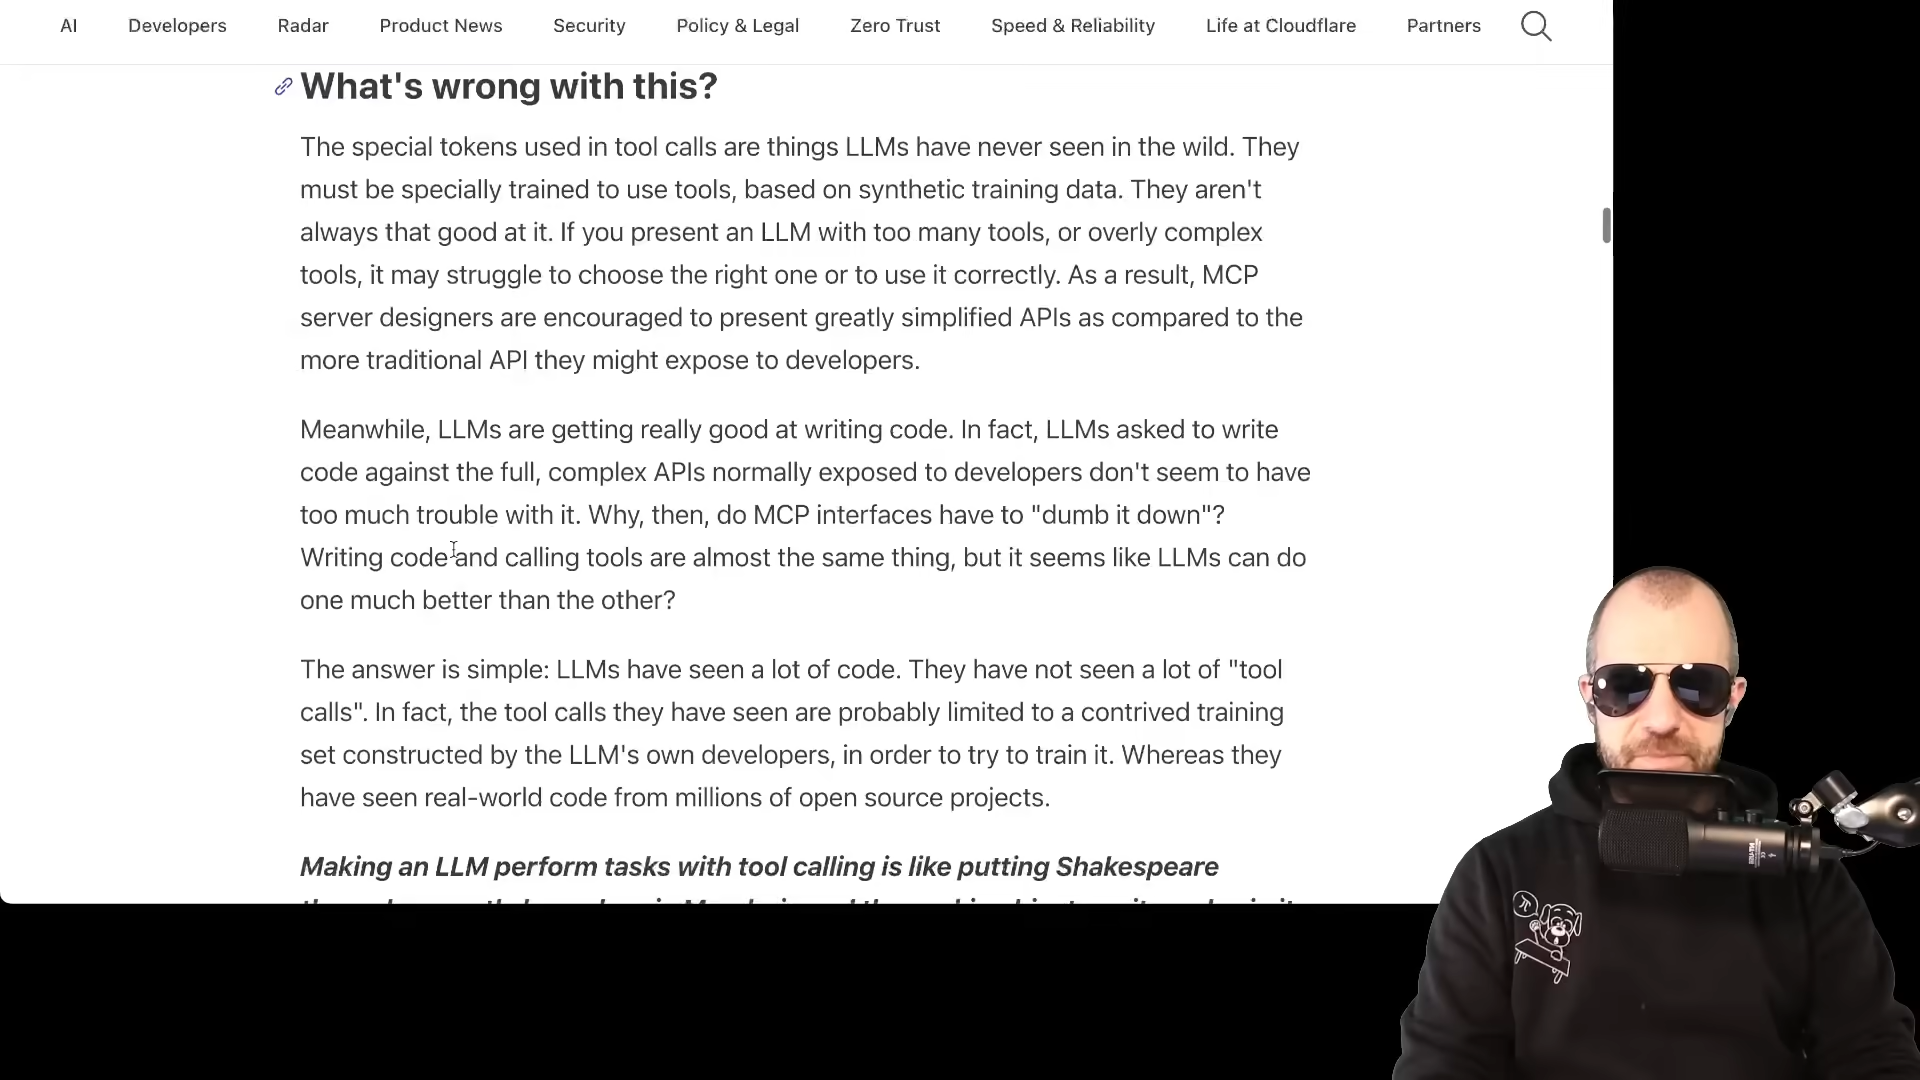 AI Developers Radar Product News Security Policy & Legal Zero Trust Speed & Reliability Life at Cloudflare Partners
What's wrong with this?
The special tokens used in tool calls are things LLMs have never seen in the wild. They
must be specially trained to use tools, based on synthetic training data. They aren't
always that good at it. If you present an LLM with too many tools, or overly complex
tools, it may struggle to choose the right one or to use it correctly. As a result, MCP
server designers are encouraged to present greatly simplified APIs as compared to the
more traditional API they might expose to developers.
Meanwhile, LLMs are getting really good at writing code. In fact, LLMs asked to write
code against the full, complex APIs normally exposed to developers don't seem to have
too much trouble with it. Why, then, do MCP interfaces have to "dumb it down"?
Writing code and calling tools are almost the same thing, but it seems like LLMs can do
one much better than the other?
The answer is simple: LLMs have seen a lot of code. They have not seen a lot of "tool
calls". In fact, the tool calls they have seen are probably limited to a contrived training
set constructed by the LLM's own developers, in order to try to train it. Whereas they
have seen real-world code from millions of open source projects.
Making an LLM perform tasks with tool calling is like putting Shakespeare
π